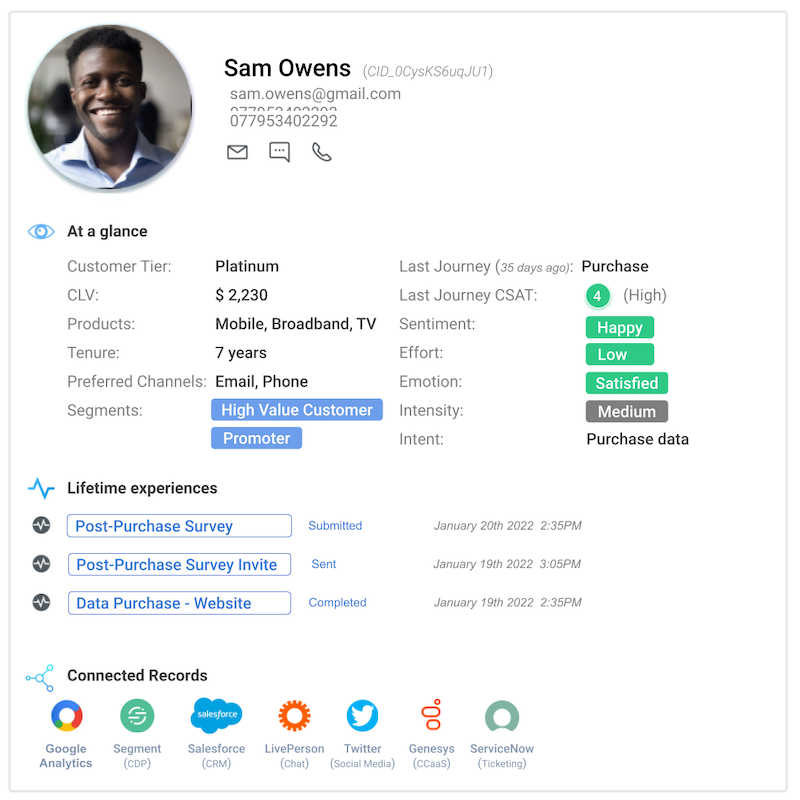 Sam Owens (CID_0CysKS6uqJU1)
sam.owens@gmail.com
077953402292
077953402292
At a glance
Customer Tier: Platinum
CLV: $ 2,230
Products: Mobile, Broadband, TV
Tenure: 7 years
Preferred Channels: Email, Phone
Segments: High Value Customer
Promoter
Last Journey (35 days ago): Purchase
Last Journey CSAT: 4 (High)
Sentiment: Happy
Effort: Low
Emotion: Satisfied
Intensity: Medium
Intent: Purchase data
Lifetime experiences
Post-Purchase Survey Submitted January 20th 2022 2:35PM
Post-Purchase Survey Invite Sent January 19th 2022 3:05PM
Data Purchase - Website Completed January 19th 2022 2:35PM
Connected Records
salesforce
Google Analytics
Segment (CDP)
Salesforce (CRM)
LivePerson (Chat)
Twitter (Social Media)
Genesys (CCaaS)
ServiceNow (Ticketing)